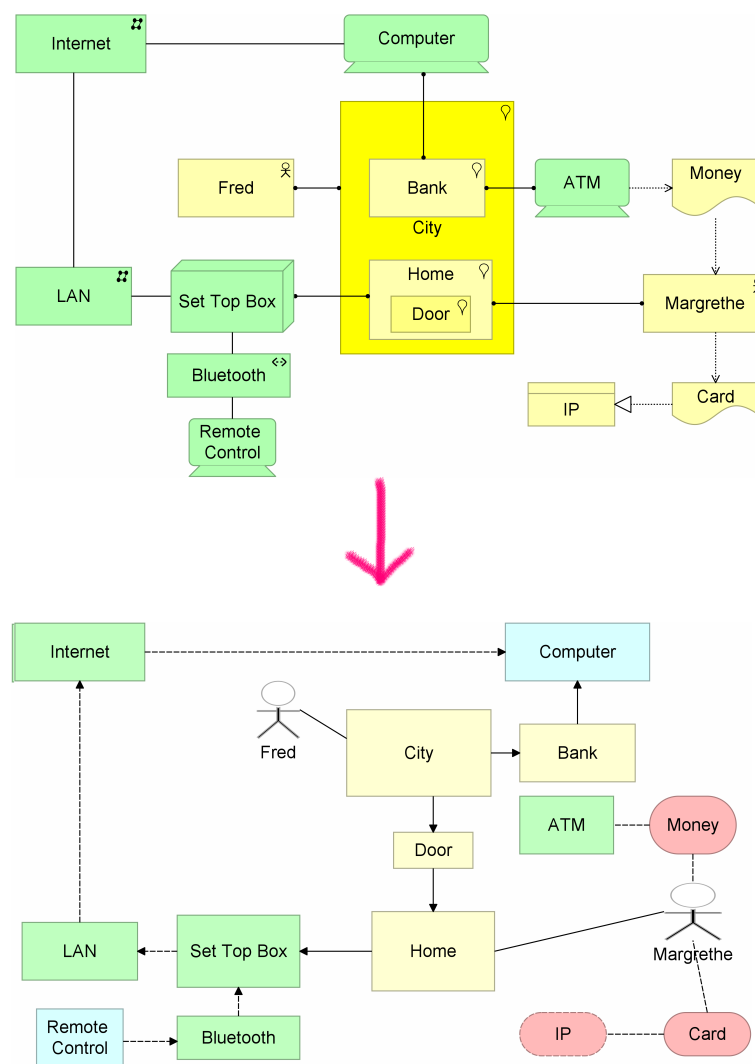 Internet
Computer
Fred
Bank
ATM
Money
City
LAN
Set Top Box
Home
Door
Margrethe
Bluetooth
IP
Card
Remote
Control
Internet
Computer
Fred
City
Bank
ATM
Money
Door
LAN
Set Top Box
Home
Margrethe
Remote
Control
Bluetooth
IP
Card